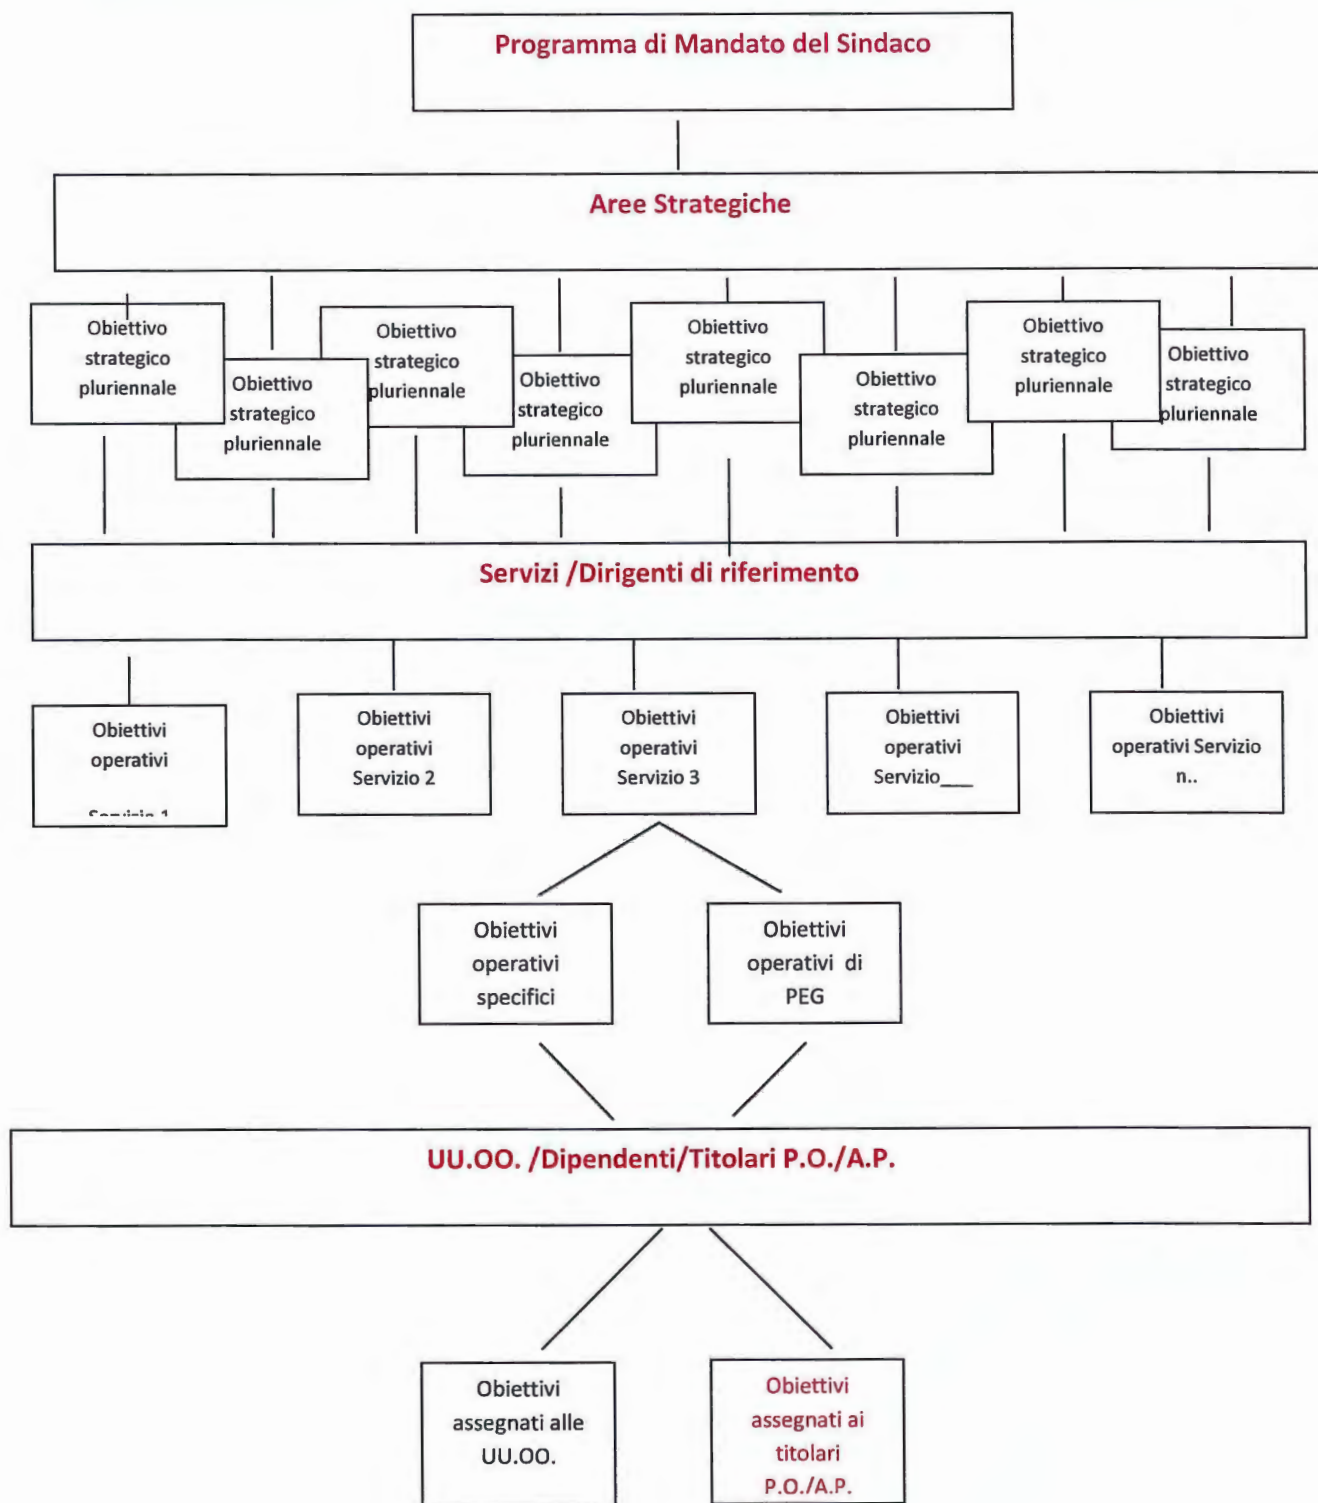 Programma di Mandato del Sindaco
Aree Strategiche
Obiettivo
strategico
pluriennale
Obiettivo
strategico
pluriennale
Obiettivo
strategico
pluriennale
Obiettivo
strategico
pluriennale
Obiettivo
strategico
pluriennale
Obiettivo
strategico
pluriennale
Obiettivo
strategico
pluriennale
Obiettivo
strategico
pluriennale
Servizi /Dirigenti di riferimento
Obiettivi
operativi
Servizio 1
Obiettivi
operativi
Servizio 2
Obiettivi
operativi
Servizio 3
Obiettivi
operativi
Servizio___
Obiettivi
operativi Servizio
n..
Obiettivi
operativi
specifici
Obiettivi
operativi di
PEG
UU.OO. /Dipendenti/Titolari P.O./A.P.
Obiettivi
assegnati alle
UU.OO.
Obiettivi
assegnati ai
titolari
P.O./A.P.